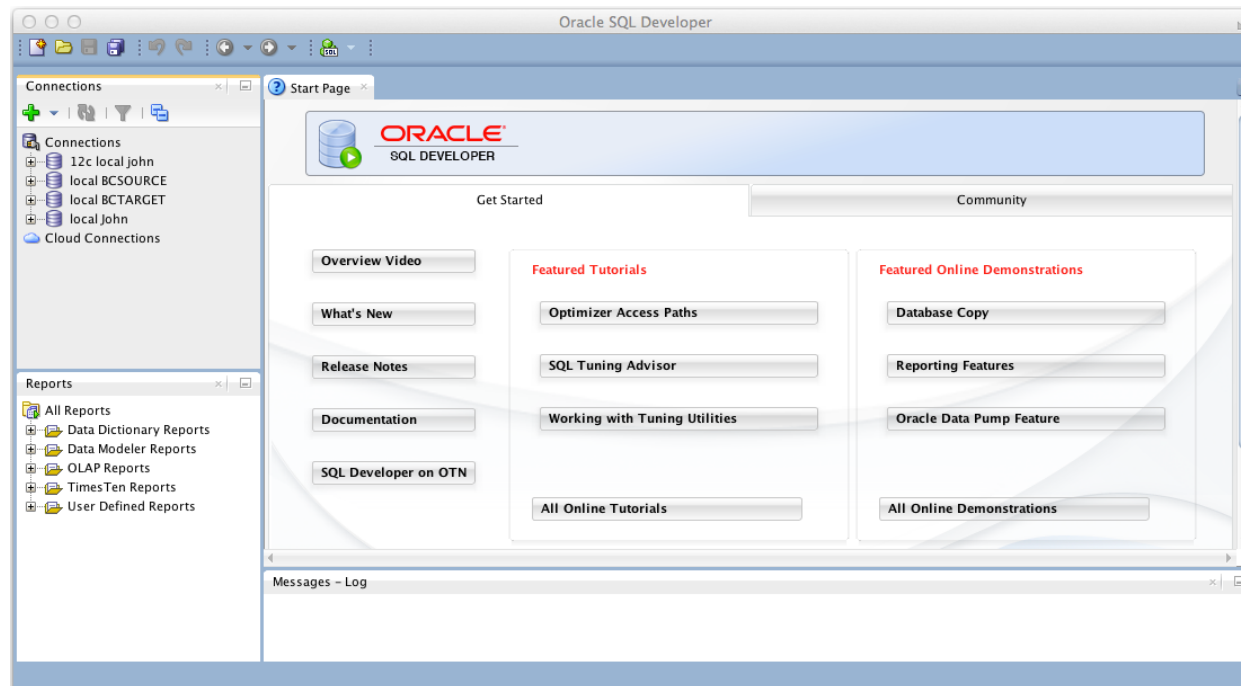 Oracle SQL Developer
Connections
Connections
12c local john
local BCSOURCE
local BCTARGET
local John
Cloud Connections
Reports
All Reports
Data Dictionary Reports
Data Modeler Reports
OLAP Reports
TimesTen Reports
User Defined Reports
Start Page
ORACLE
SQL DEVELOPER
Get Started
Community
Overview Video
What's New
Release Notes
Documentation
SQL Developer on OTN
Featured Tutorials
Optimizer Access Paths
SQL Tuning Advisor
Working with Tuning Utilities
All Online Tutorials
Featured Online Demonstrations
Database Copy
Reporting Features
Oracle Data Pump Feature
All Online Demonstrations
Messages – Log